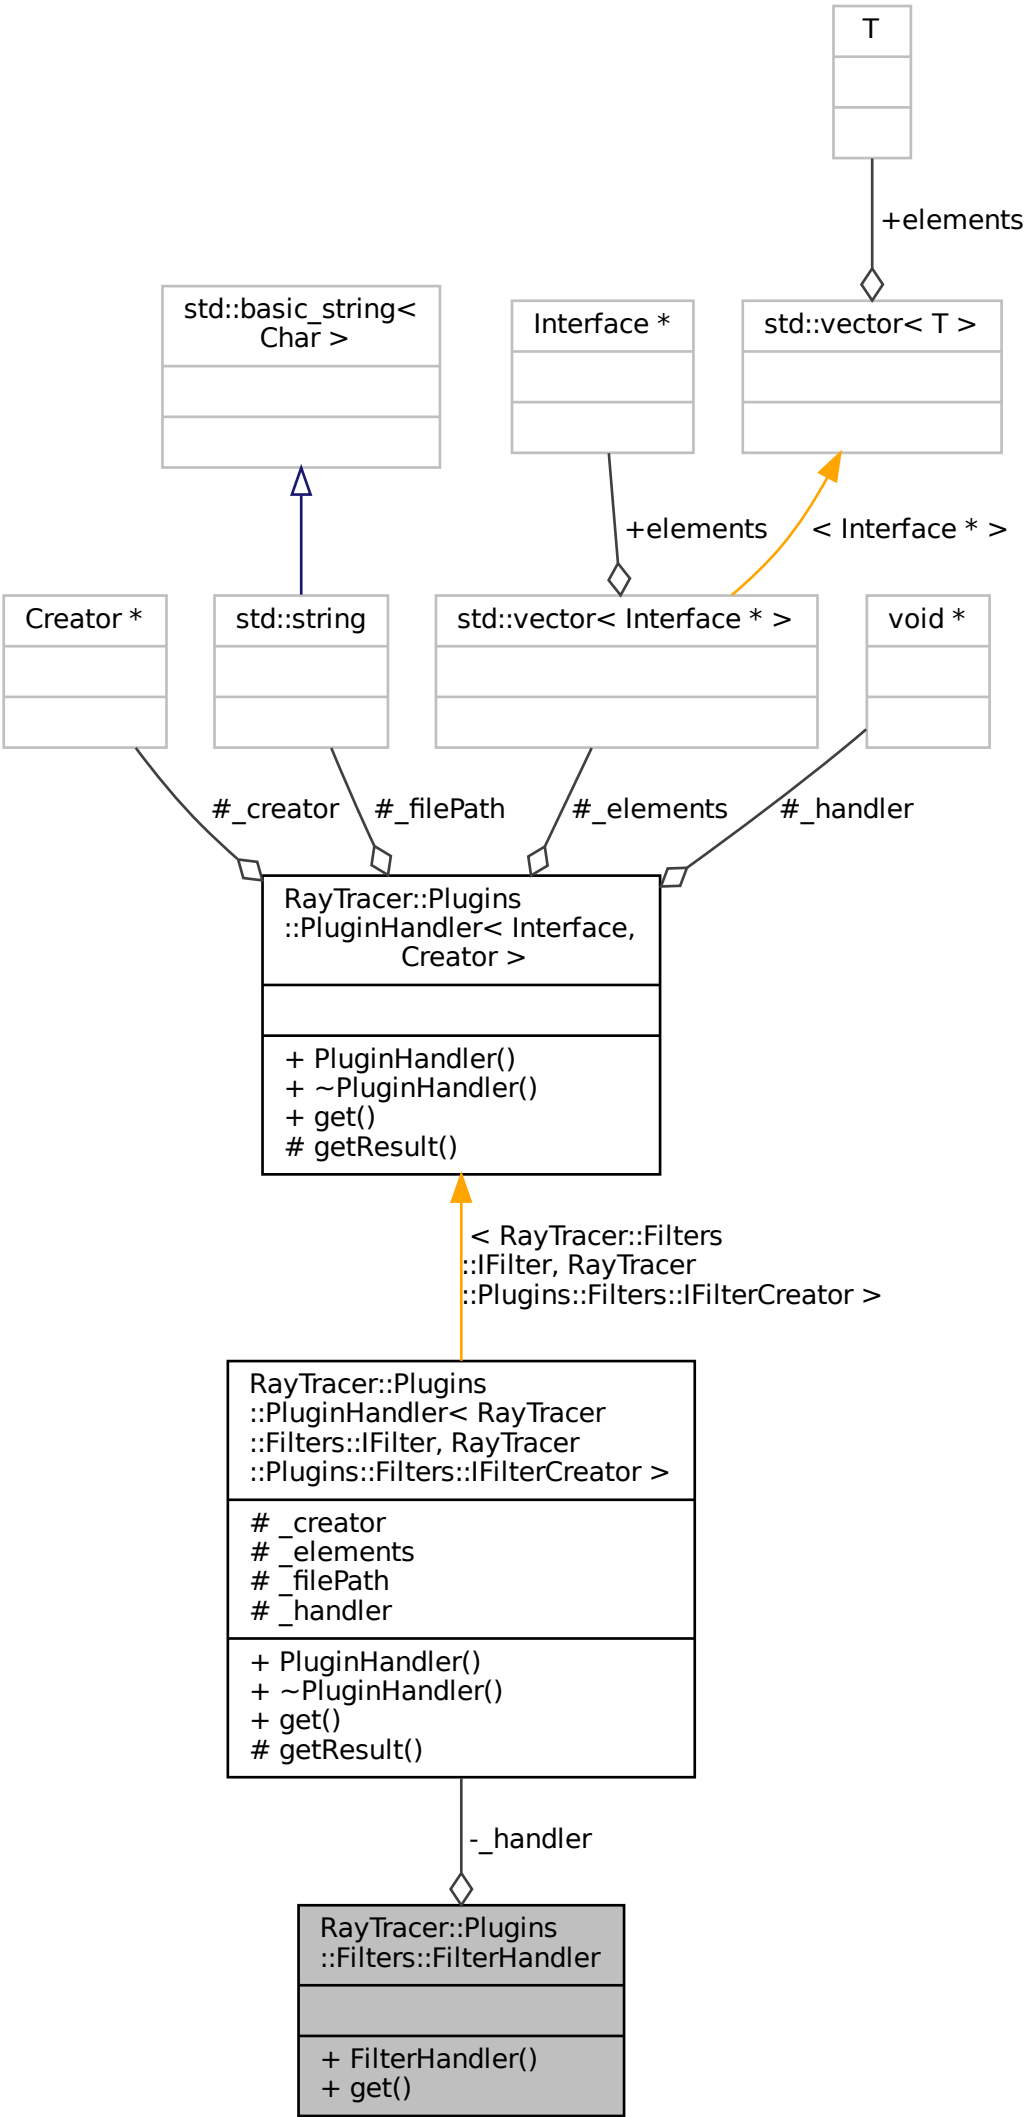 T
+elements
std::basic_string<
Char >
Interface *
std::vector< T >
+elements
< Interface * >
Creator *
std::string
std::vector< Interface * >
void *
#_creator
#_filePath
#_elements
#_handler
RayTracer::Plugins
::PluginHandler< Interface,
Creator >
+ PluginHandler()
+ ~PluginHandler()
+ get()
# getResult()
< RayTracer::Filters
::IFilter, RayTracer
::Plugins::Filters::IFilterCreator >
RayTracer::Plugins
::PluginHandler< RayTracer
::Filters::IFilter, RayTracer
::Plugins::Filters::IFilterCreator >
# _creator
# _elements
# _filePath
# _handler
+ PluginHandler()
+ ~PluginHandler()
+ get()
# getResult()
-_handler
RayTracer::Plugins
::Filters::FilterHandler
+ FilterHandler()
+ get()